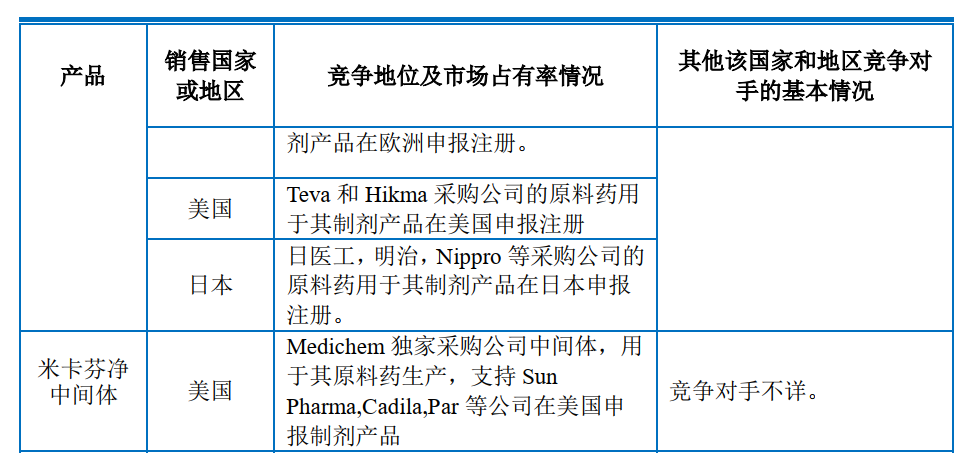 产品
销售国家
或地区
竞争地位及市场占有率情况
其他该国家和地区竞争对
手的基本情况
剂产品在欧洲申报注册。
美国
Teva 和 Hikma 采购公司的原料药用
于其制剂产品在美国申报注册
日本
日医工，明治，Nippro 等采购公司的
原料药用于其制剂产品在日本申报
注册。
米卡芬净
中间体
美国
Medichem 独家采购公司中间体，用
于其原料药生产，支持 Sun
Pharma,Cadila,Par 等公司在美国申
报制剂产品
竞争对手不详。